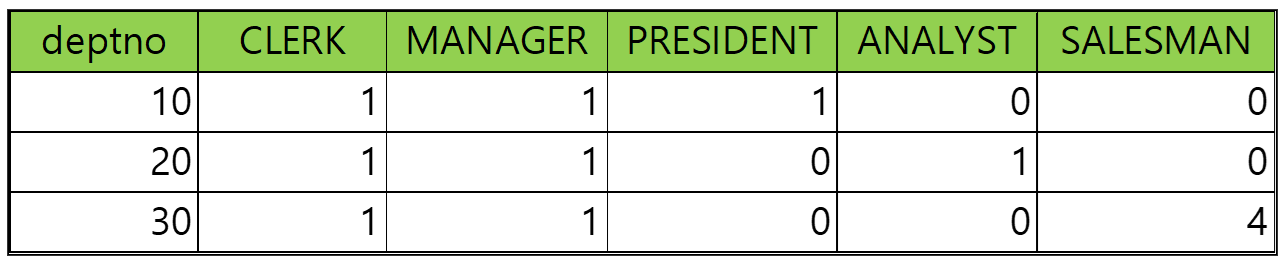 deptno CLERK MANAGER PRESIDENT ANALYST SALESMAN
10 1 1 1 0 0
20 1 1 0 1 0
30 1 1 0 0 4